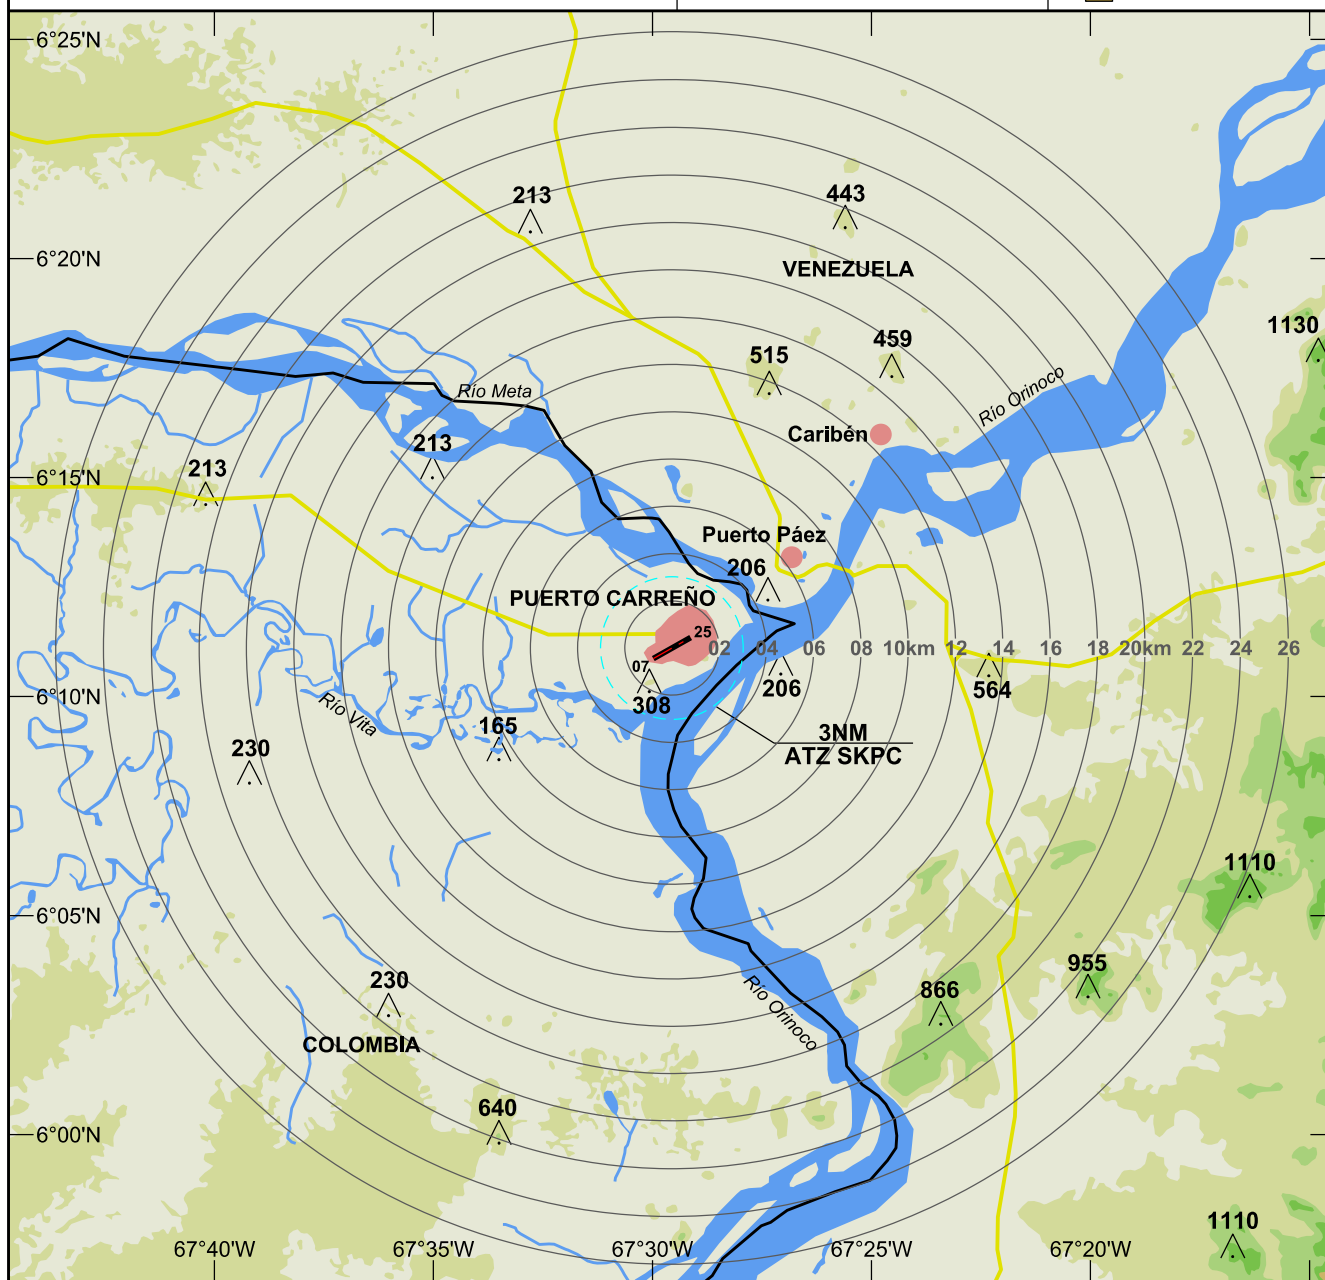 6°25'N
213
443
6°20'N
VENEZUELA
1130
459
515
Río Meta
Río Orinoco
Caribén
213
213
6°15'N
Puerto Páez
206
PUERTO CARREÑO
25
02 04 06 08 10km 12 14 16 18 20km 22 24 26
07
206
564
6°10'N
308
Río Vita
165
3NM
ATZ SKPC
230
1110
6°05'N
955
230
866
Río Orinoco
COLOMBIA
640
6°00'N
1110
67°40'W 67°35'W 67°30'W 67°25'W 67°20'W